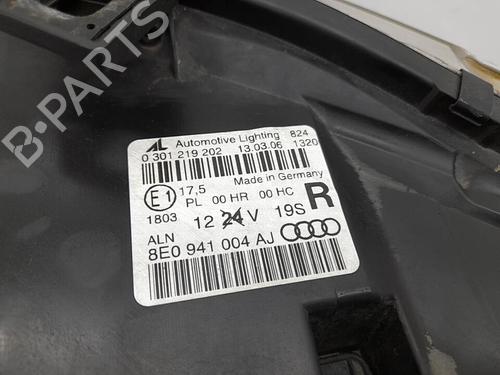 AL Automotive Lighting 824
0 301 219 202 13.03.06 1320
E1 17,5 Made in Germany
PL 00 HR 00 HC R
1803 12 24 V 19S
ALN
8E0 941 004 AJ
B-PARTS